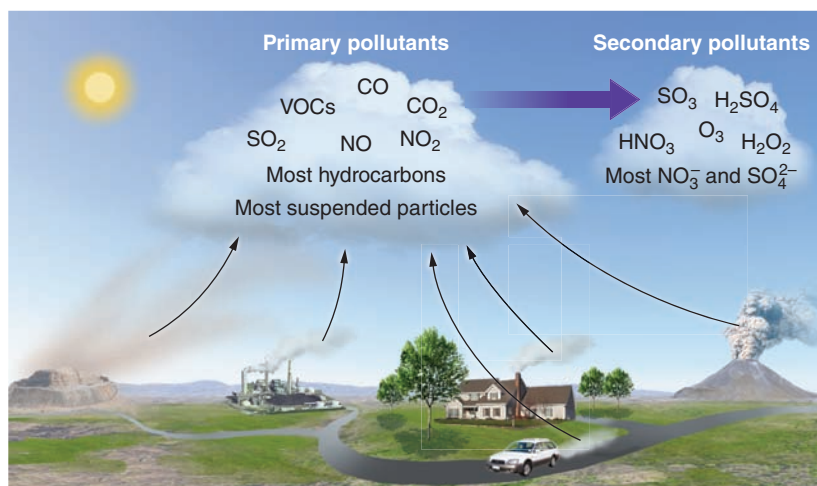 Primary pollutants
Secondary pollutants
CO
VOCs
CO₂
SO₂
NO
NO₂
Most hydrocarbons
Most suspended particles
SO₃
H₂SO₄
HNO₃
O₃
H₂O₂
Most NO₃⁻ and SO₄²⁻